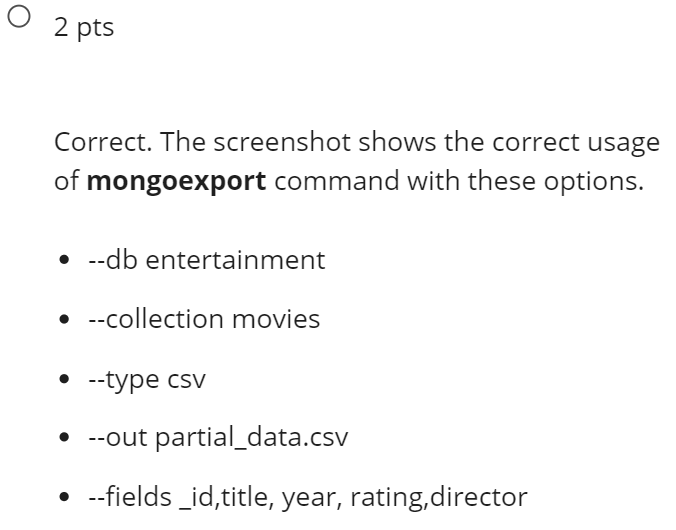 2 pts
Correct. The screenshot shows the correct usage
of mongoexport command with these options.
• --db entertainment
• --collection movies
• --type csv
• --out partial_data.csv
• --fields _id,title, year, rating,director